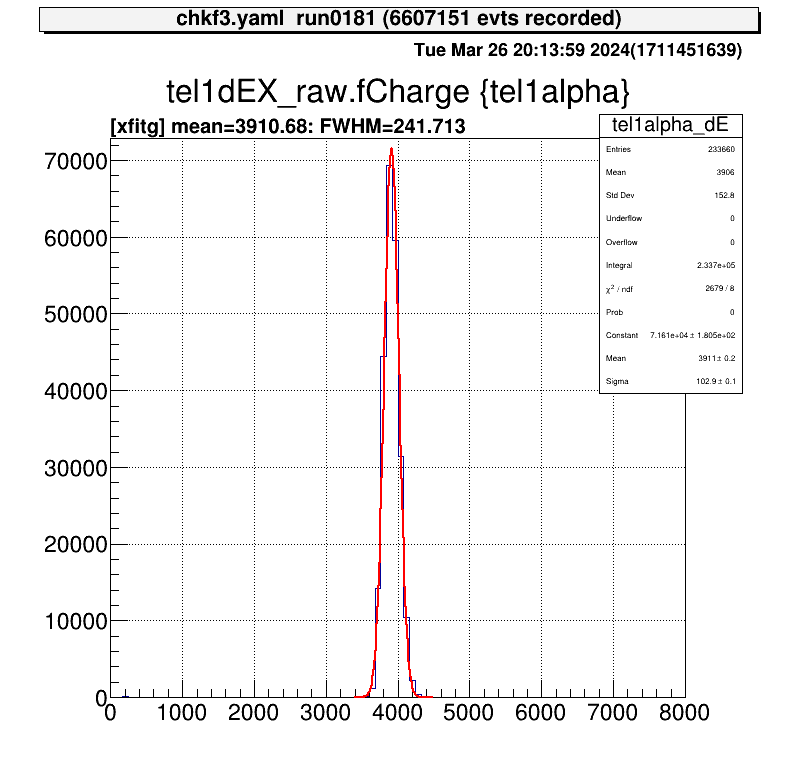 chkf3.yaml  run0181 (6607151 evts recorded)
Tue Mar 26 20:13:59 2024(1711451639)
tel1dEX_raw.fCharge {tel1alpha}
[xfitg] mean=3910.68: FWHM=241.713
tel1alpha_dE
Entries 233660
Mean 3906
Std Dev 152.8
Underflow 0
Overflow 0
Integral 2.337e+05
χ² / ndf 2679 / 8
Prob 0
Constant 7.161e+04 ± 1.805e+02
Mean 3911 ± 0.2
Sigma 102.9 ± 0.1
70000
60000
50000
40000
30000
20000
10000
0
0 1000 2000 3000 4000 5000 6000 7000 8000